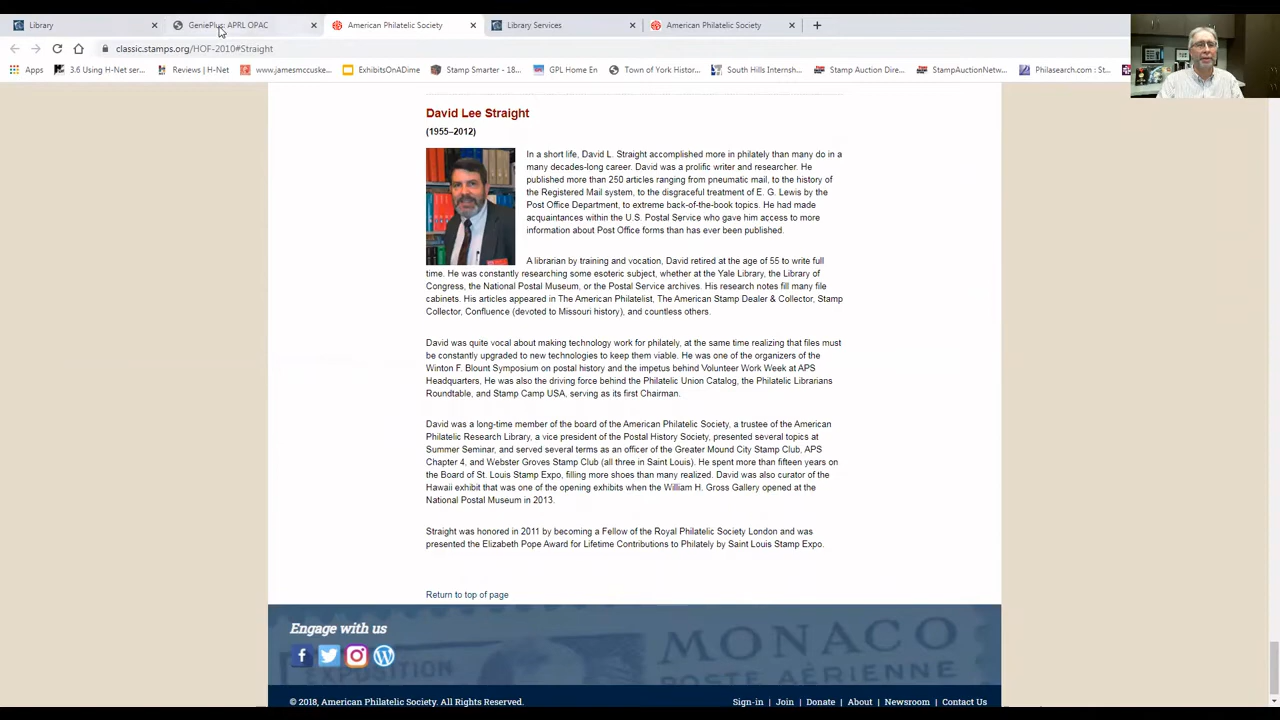 Library
GeniePlus: APRL OPAC
American Philatelic Society
Library Services
American Philatelic Society
classic.stamps.org/HOF-2010#Straight
Apps
3.6 Using H-Net ser...
Reviews | H-Net
www.jamesmccuske...
ExhibitsOnADime
Stamp Smarter - 18...
GPL Home En
Town of York Histor...
South Hills Internsh...
Stamp Auction Dire...
StampAuctionNetw...
Philasearch.com : St...
David Lee Straight
(1955–2012)
In a short life, David L. Straight accomplished more in philately than many do in a
many decades-long career. David was a prolific writer and researcher. He
published more than 250 articles ranging from pneumatic mail, to the history of
the Registered Mail system, to the disgraceful treatment of E. G. Lewis by the
Post Office Department, to extreme back-of-the-book topics. He had made
acquaintances within the U.S. Postal Service who gave him access to more
information about Post Office forms than has ever been published.
A librarian by training and vocation, David retired at the age of 55 to write full
time. He was constantly researching some esoteric subject, whether at the Yale Library, the Library of
Congress, the National Postal Museum, or the Postal Service archives. His research notes fill many file
cabinets. His articles appeared in The American Philatelist, The American Stamp Dealer & Collector, Stamp
Collector, Confluence (devoted to Missouri history), and countless others.
David was quite vocal about making technology work for philately, at the same time realizing that files must
be constantly upgraded to new technologies to keep them viable. He was one of the organizers of the
Winton F. Blount Symposium on postal history and the impetus behind Volunteer Work Week at APS
Headquarters. He was also the driving force behind the Philatelic Union Catalog, the Philatelic Librarians
Roundtable, and Stamp Camp USA, serving as its first Chairman.
David was a long-time member of the board of the American Philatelic Society, a trustee of the American
Philatelic Research Library, a vice president of the Postal History Society, presented several topics at
Summer Seminar, and served several terms as an officer of the Greater Mound City Stamp Club, APS
Chapter 4, and Webster Groves Stamp Club (all three in Saint Louis). He spent more than fifteen years on
the Board of St. Louis Stamp Expo, filling more shoes than many realized. David was also curator of the
Hawaii exhibit that was one of the opening exhibits when the William H. Gross Gallery opened at the
National Postal Museum in 2013.
Straight was honored in 2011 by becoming a Fellow of the Royal Philatelic Society London and was
presented the Elizabeth Pope Award for Lifetime Contributions to Philately by Saint Louis Stamp Expo.
Return to top of page
Engage with us
MONACO
POSTE AÉRIENNE
EXPOSITION
© 2018, American Philatelic Society. All Rights Reserved.
Sign-in | Join | Donate | About | Newsroom | Contact Us